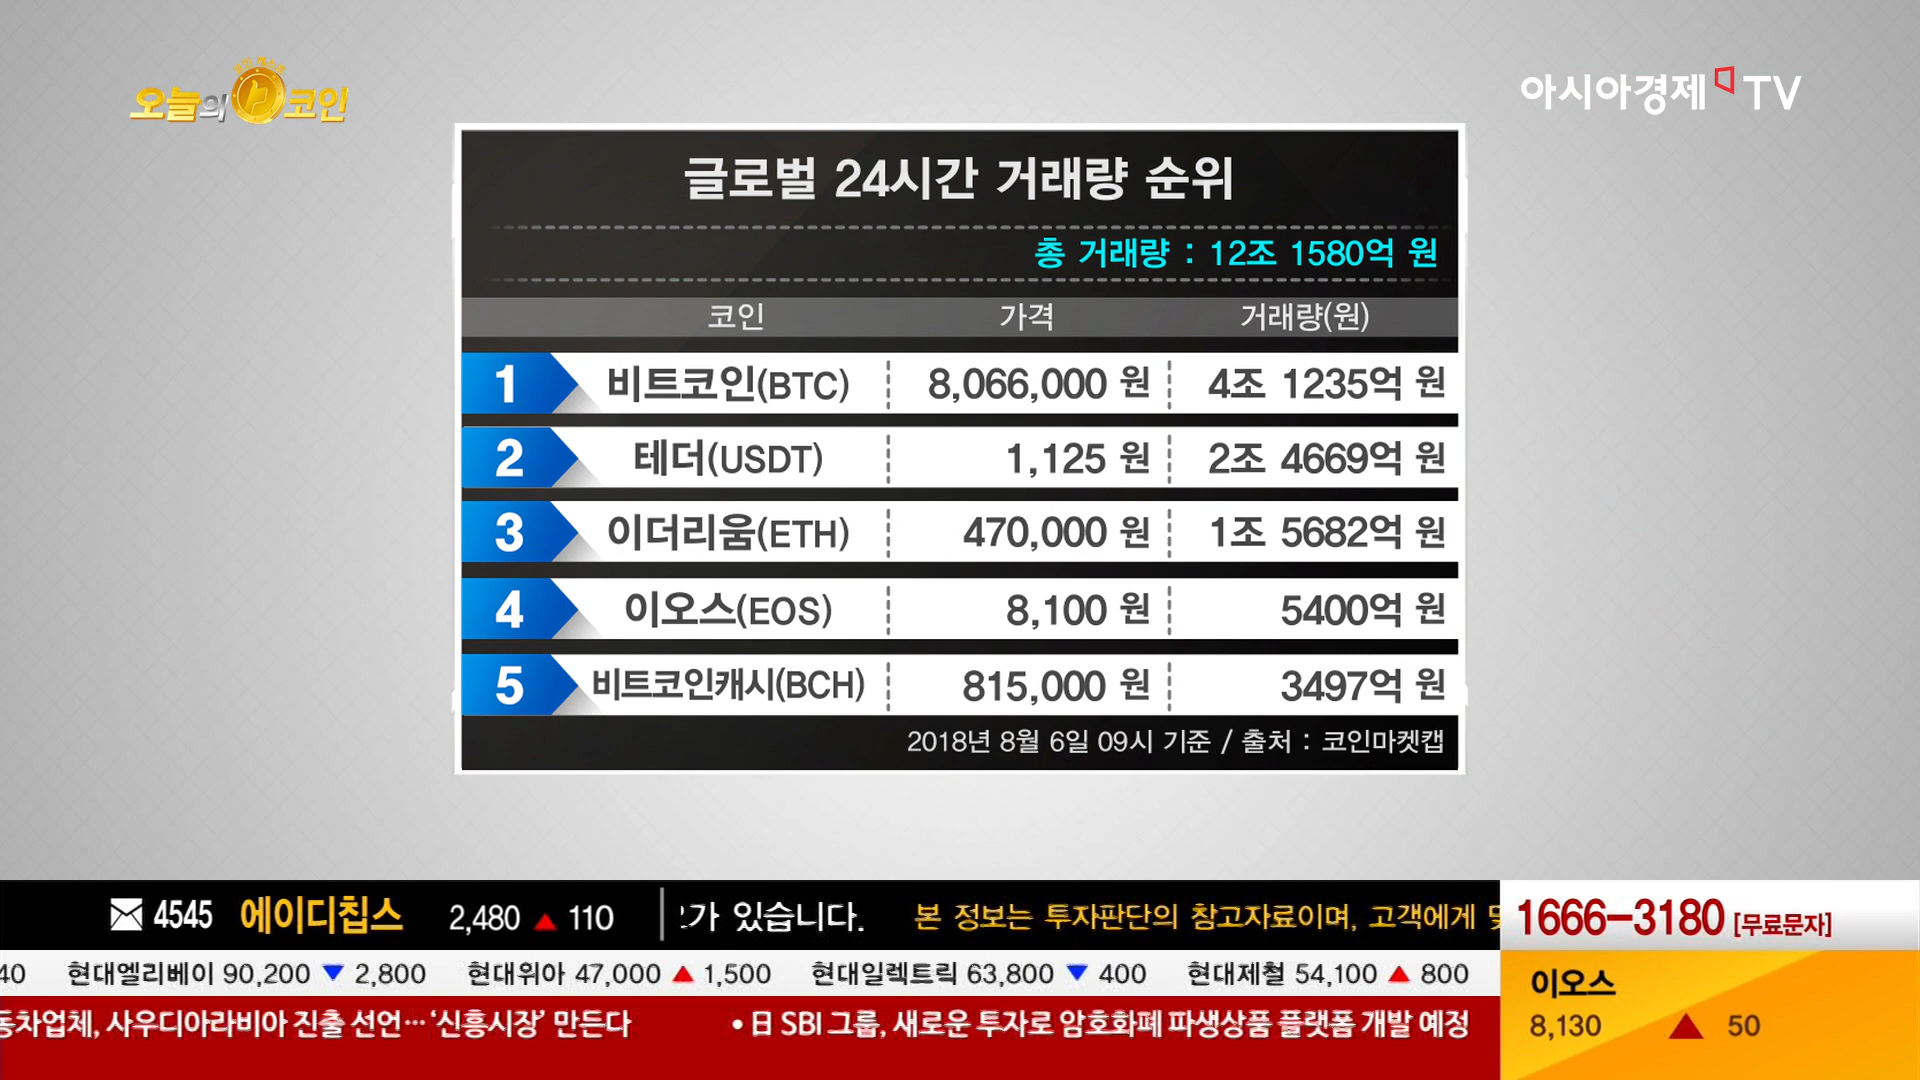 오늘의 코인
아시아경제 TV
글로벌 24시간 거래량 순위
총 거래량 : 12조 1580억 원
코인 가격 거래량(원)
1 비트코인(BTC) 8,066,000 원 4조 1235억 원
2 테더(USDT) 1,125 원 2조 4669억 원
3 이더리움(ETH) 470,000 원 1조 5682억 원
4 이오스(EOS) 8,100 원 5400억 원
5 비트코인캐시(BCH) 815,000 원 3497억 원
2018년 8월 6일 09시 기준 / 출처 : 코인마켓캡
4545 에이디칩스 2,480 ▲ 110 가 있습니다. 본 정보는 투자판단의 참고자료이며, 고객에게
1666-3180 [무료문자]
40 현대엘리베이 90,200 ▼ 2,800 현대위아 47,000 ▲ 1,500 현대일렉트릭 63,800 ▼ 400 현대제철 54,100 ▲ 800
이오스
8,130 ▲ 50
동차업체, 사우디아라비아 진출 선언…‘신흥시장’ 만든다 • 日 SBI 그룹, 새로운 투자로 암호화폐 파생상품 플랫폼 개발 예정